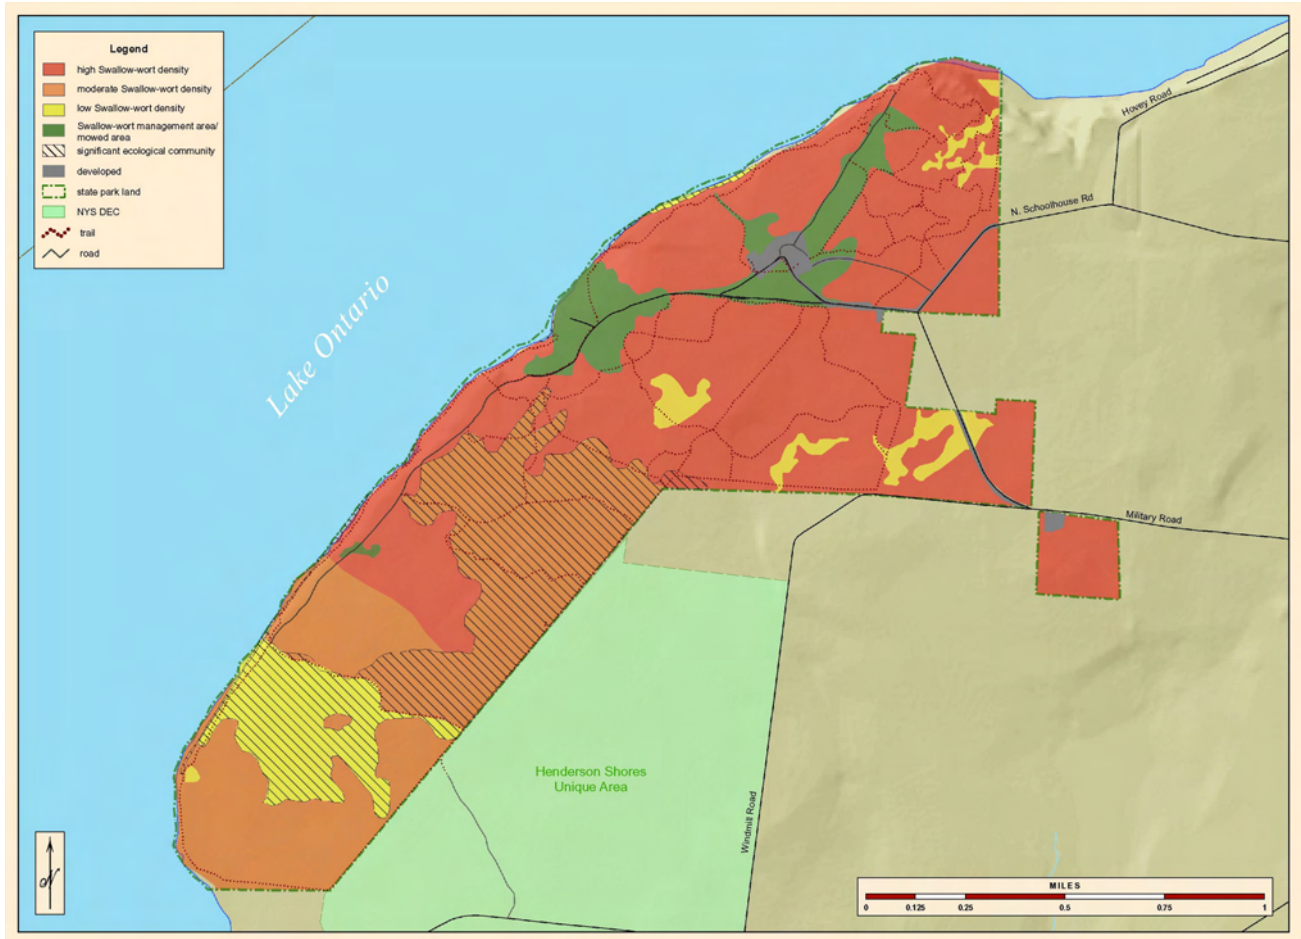 Legend
high Swallow-wort density
moderate Swallow-wort density
low Swallow-wort density
Swallow-wort management area/
mowed area
significant ecological community
developed
state park land
NYS DEC
trail
road
Hovey Road
N. Schoolhouse Rd
Lake Ontario
Military Road
Henderson Shores
Unique Area
Windmill Road
N
MILES
0 0.125 0.25 0.5 0.75 1